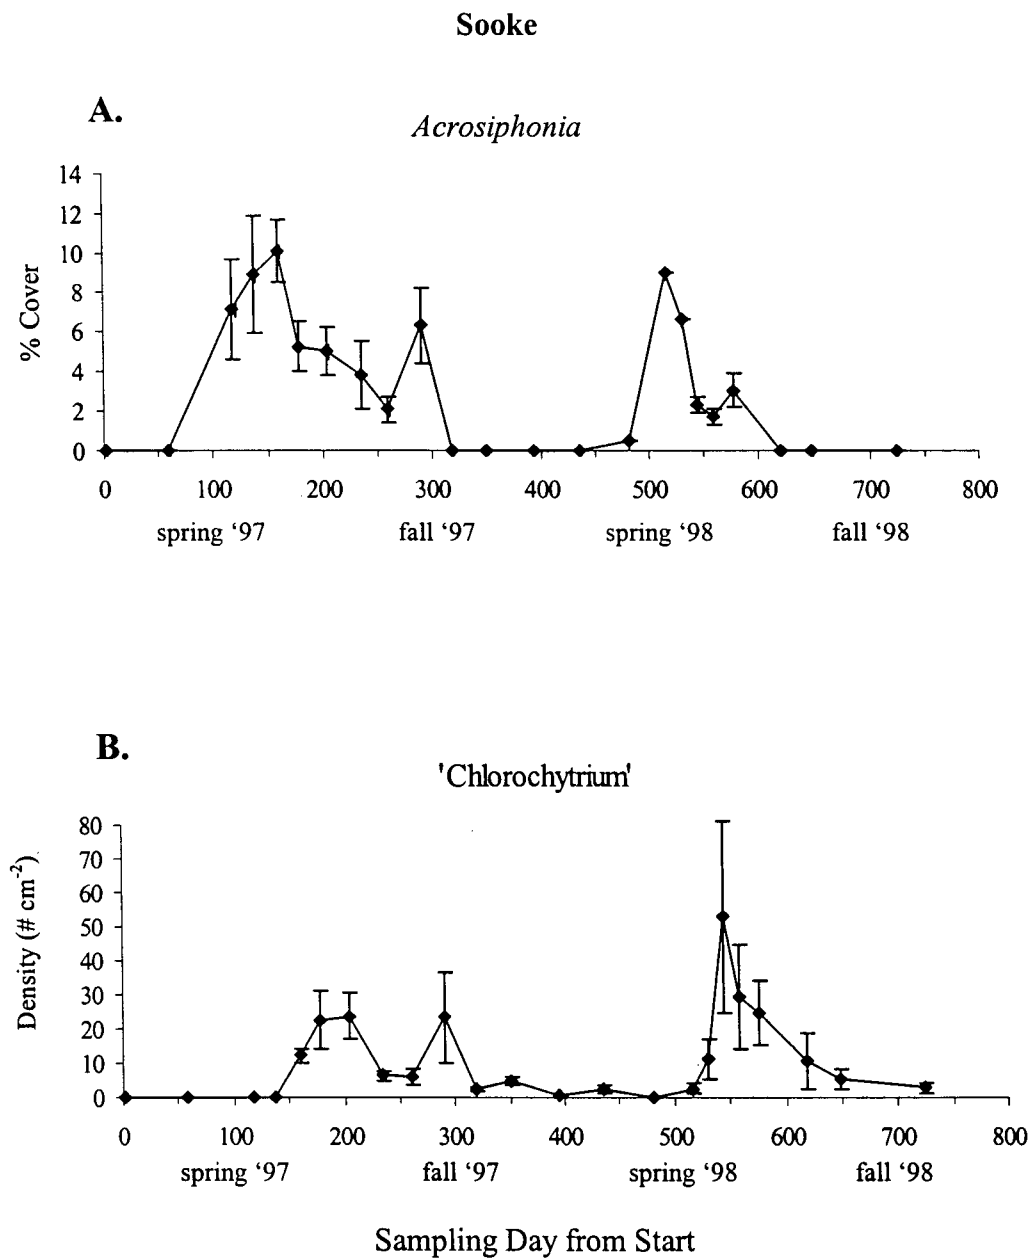 Sooke
A.
Acrosiphonia
14
12
10
8
6
4
2
0
% Cover
0 100 200 300 400 500 600 700 800
spring ‘97 fall ‘97 spring ‘98 fall ‘98
B.
'Chlorochytrium'
80
70
60
50
40
30
20
10
0
Density (# cm-2)
0 100 200 300 400 500 600 700 800
spring ‘97 fall ‘97 spring ‘98 fall ‘98
Sampling Day from Start